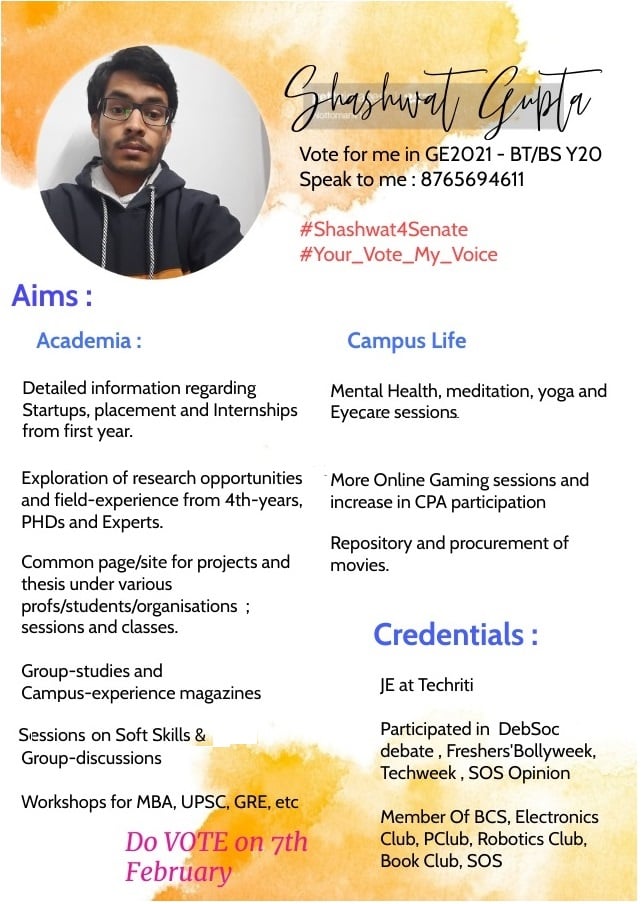 Shashwat Gupta
Vote for me in GE2021 - BT/BS Y20
Speak to me : 8765694611
#Shashwat4Senate
#Your_Vote_My_Voice
Aims :
Academia :
Detailed information regarding
Startups, placement and Internships
from first year.
Exploration of research opportunities
and field-experience from 4th-years,
PHDs and Experts.
Common page/site for projects and
thesis under various
profs/students/organisations ;
sessions and classes.
Group-studies and
Campus-experience magazines
Sessions on Soft Skills &
Group-discussions
Workshops for MBA, UPSC, GRE, etc
Campus Life
Mental Health, meditation, yoga and
Eyecare sessions.
More Online Gaming sessions and
increase in CPA participation
Repository and procurement of
movies.
Credentials :
JE at Techriti
Participated in DebSoc
debate , Freshers'Bollyweek,
Techweek , SOS Opinion
Member Of BCS, Electronics
Club, PClub, Robotics Club,
Book Club, SOS
Do VOTE on 7th
February